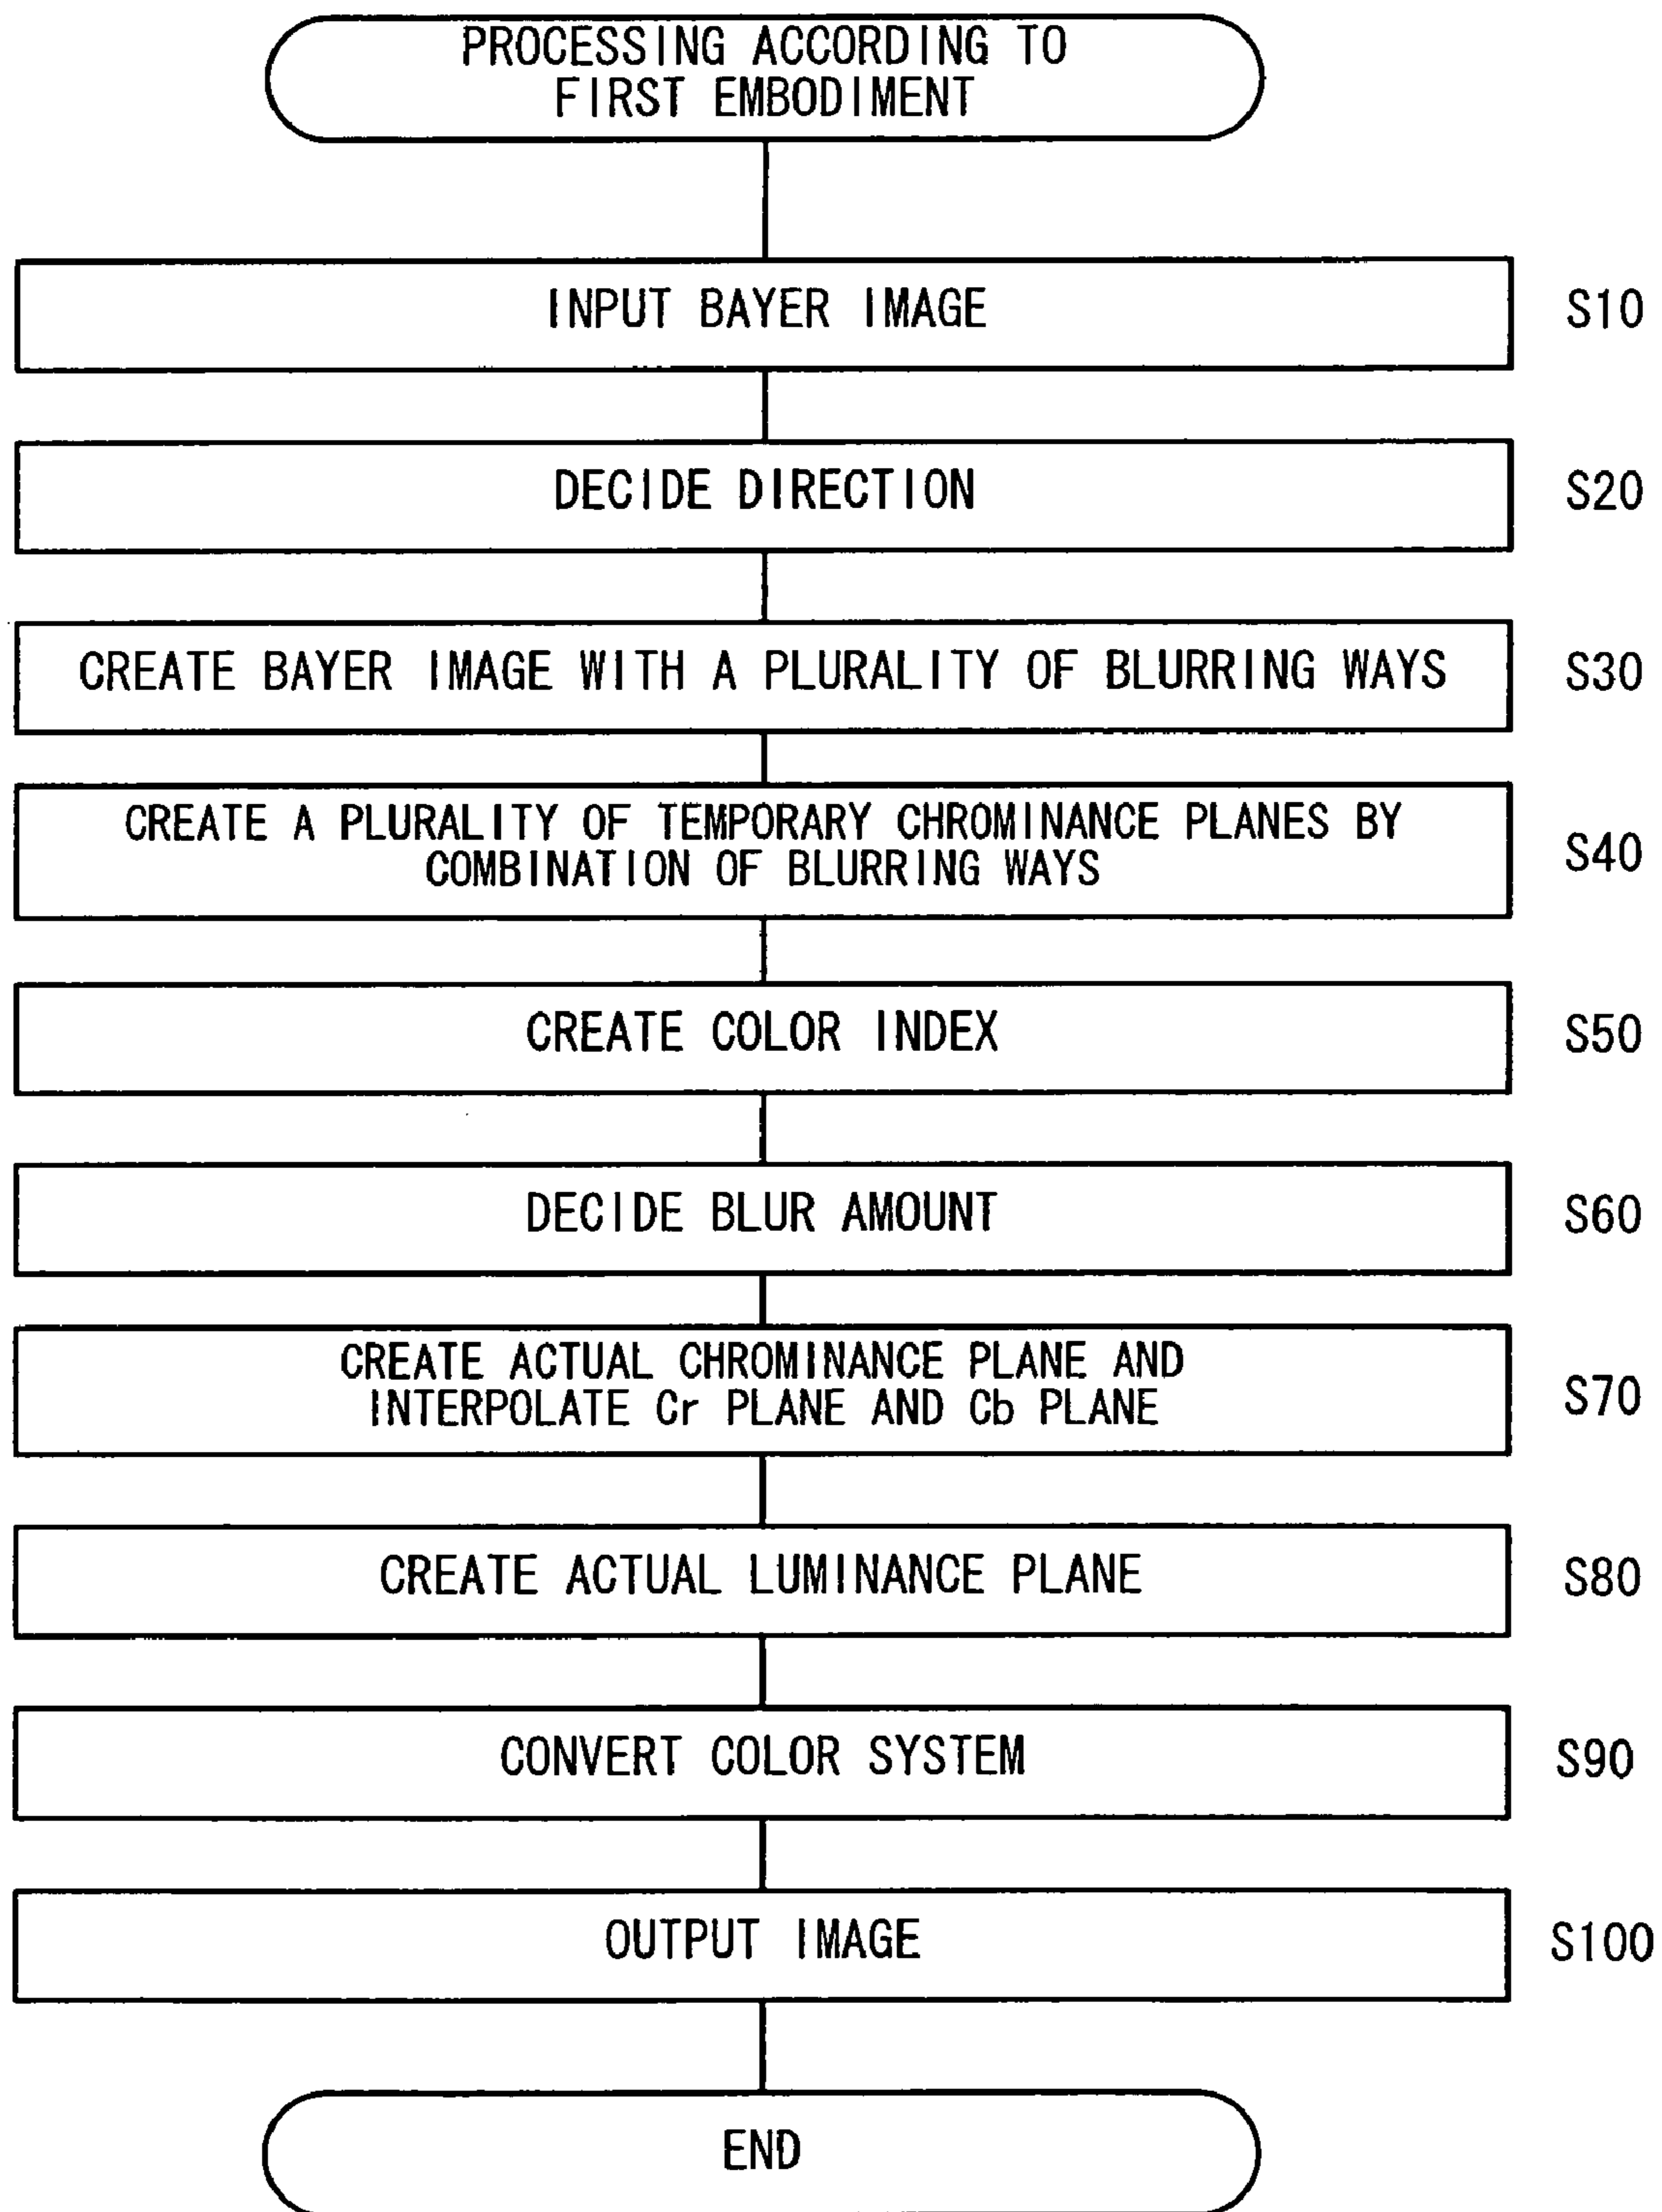 PROCESSING ACCORDING TO
FIRST EMBODIMENT
INPUT BAYER IMAGE
S10
DECIDE DIRECTION
S20
CREATE BAYER IMAGE WITH A PLURALITY OF BLURRING WAYS
S30
CREATE A PLURALITY OF TEMPORARY CHROMINANCE PLANES BY
COMBINATION OF BLURRING WAYS
S40
CREATE COLOR INDEX
S50
DECIDE BLUR AMOUNT
S60
CREATE ACTUAL CHROMINANCE PLANE AND
INTERPOLATE Cr PLANE AND Cb PLANE
S70
CREATE ACTUAL LUMINANCE PLANE
S80
CONVERT COLOR SYSTEM
S90
OUTPUT IMAGE
S100
END